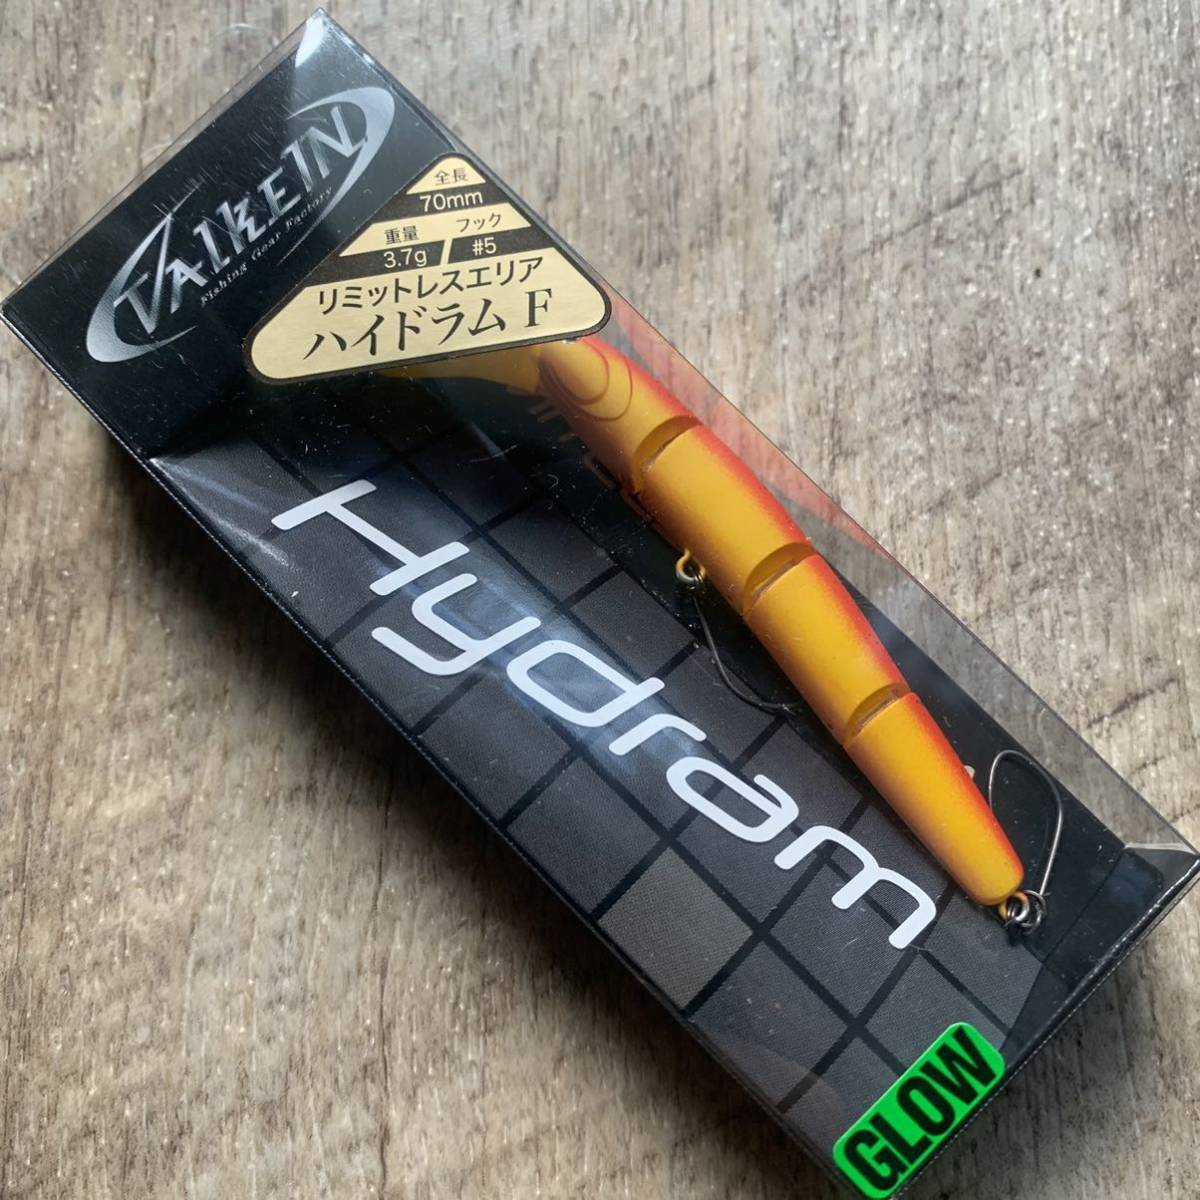 VALKEIN
Fishing Gear Factory
全長
70mm
重量 フック
3.7g #5
リミットレスエリア
ハイドラム F
Hydram
GLOW